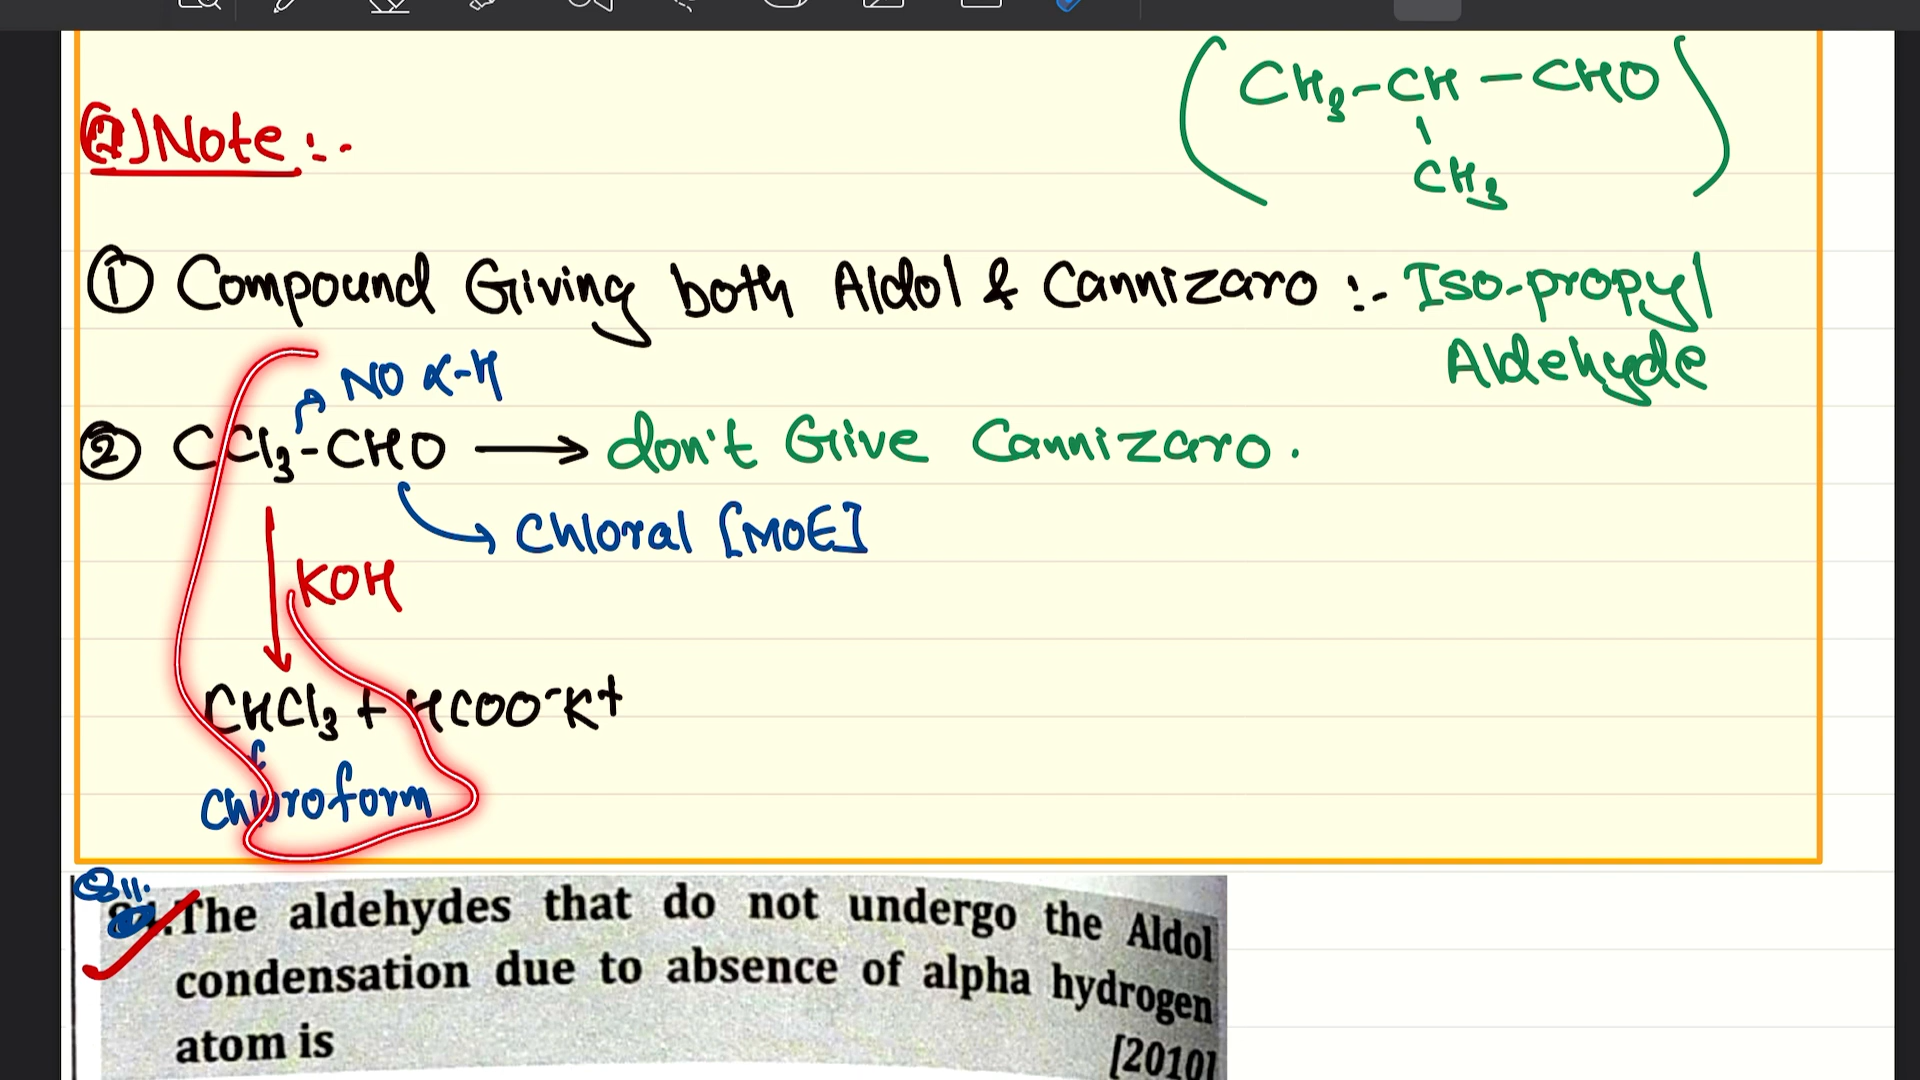 CH3-CH-CHO
CH3
Q)Note:-
① Compound Giving both Aldol & Cannizaro :- Iso-propyl
Aldehyde
NO α-H
② CCl3-CHO → don't Give Cannizaro.
Chloral [MOE]
KOH
CHCl3 + HCOO-K+
Chloroform
Q11.
The aldehydes that do not undergo the Aldol
condensation due to absence of alpha hydrogen
atom is
[2010]